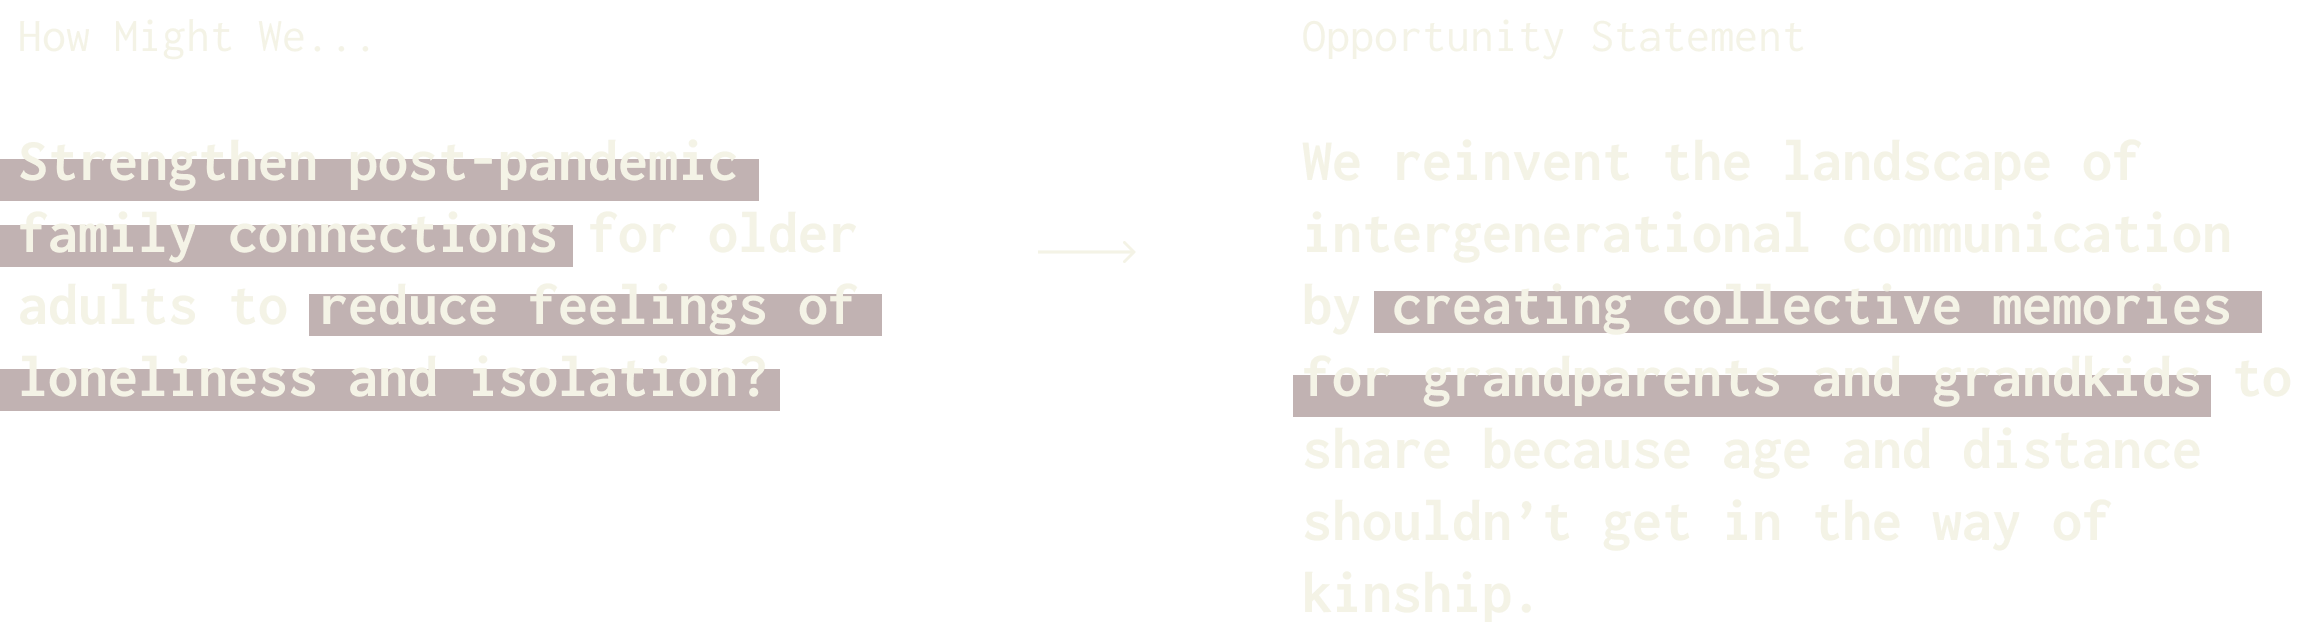 How Might We...
Strengthen post-pandemic
family connections for older
adults to reduce feelings of
loneliness and isolation?
Opportunity Statement
We reinvent the landscape of
intergenerational communication
by creating collective memories
for grandparents and grandkids to
share because age and distance
shouldn’t get in the way of
kinship.